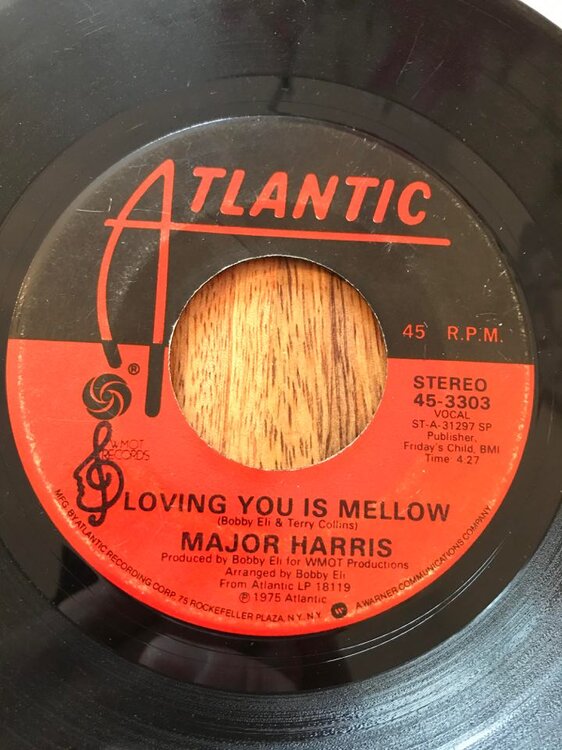 ATLANTIC
45 R.P.M.
®
STEREO
45-3303
VOCAL
ST-A-31297 SP
Publisher,
Friday's Child, BMI
Time: 4:27
WMOT
RECORDS
LOVING YOU IS MELLOW
(Bobby Eli & Terry Collins)
MAJOR HARRIS
Produced by Bobby Eli for WMOT Productions
Arranged by Bobby Eli
From Atlantic LP 18119
℗ 1975 Atlantic
MFG. BY ATLANTIC RECORDING CORP. 75 ROCKEFELLER PLAZA, N.Y., N.Y. W A WARNER COMMUNICATIONS COMPANY